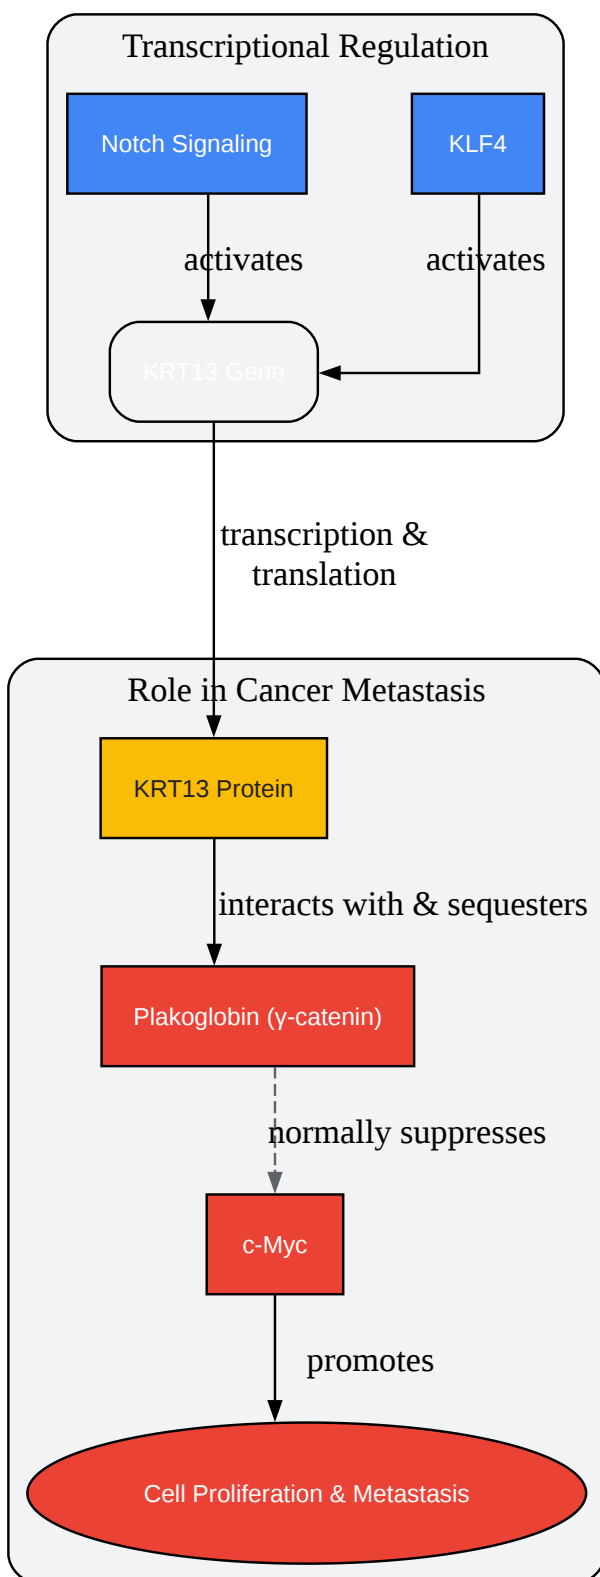 Transcriptional Regulation
Notch Signaling
KLF4
activates
activates
KRT13 Gene
transcription &
translation
Role in Cancer Metastasis
KRT13 Protein
interacts with & sequesters
Plakoglobin (γ-catenin)
normally suppresses
c-Myc
promotes
Cell Proliferation & Metastasis